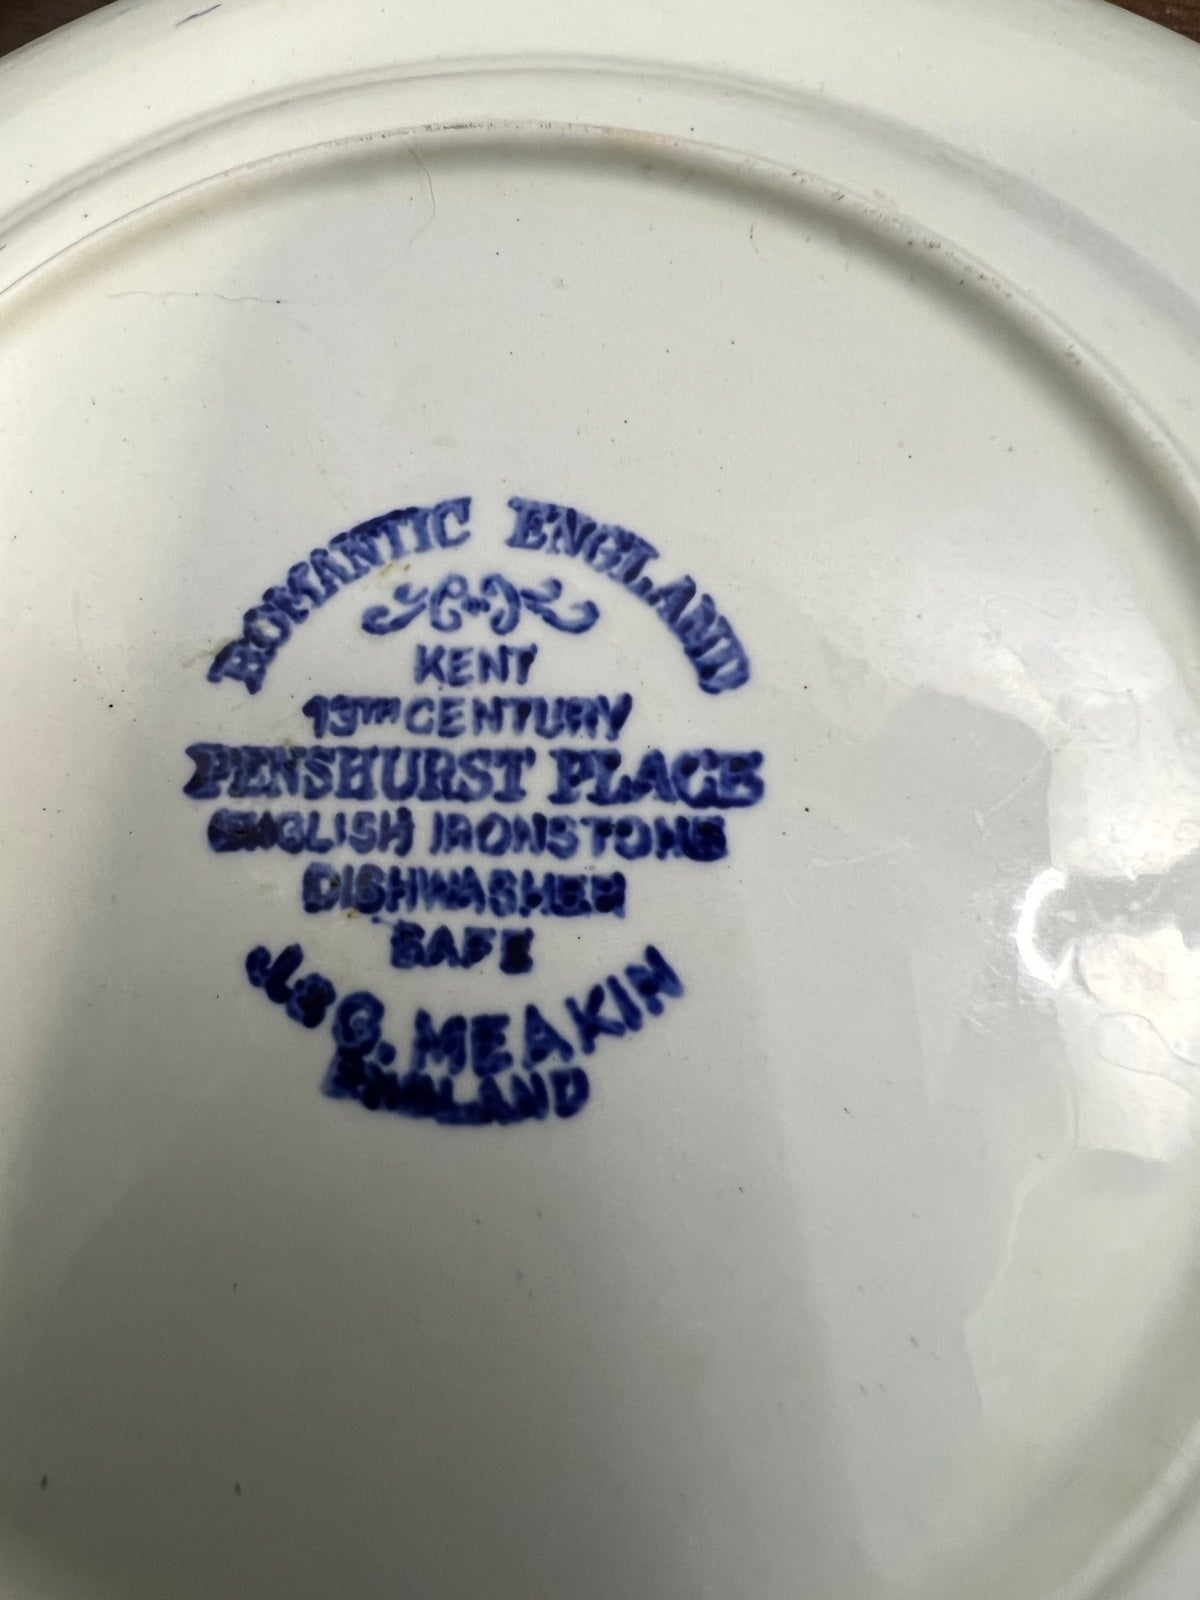 ROMANTIC ENGLAND
KENT
13TH CENTURY
PENSHURST PLACE
ENGLISH IRONSTONE
DISHWASHER
SAFE
J & G. MEAKIN
ENGLAND